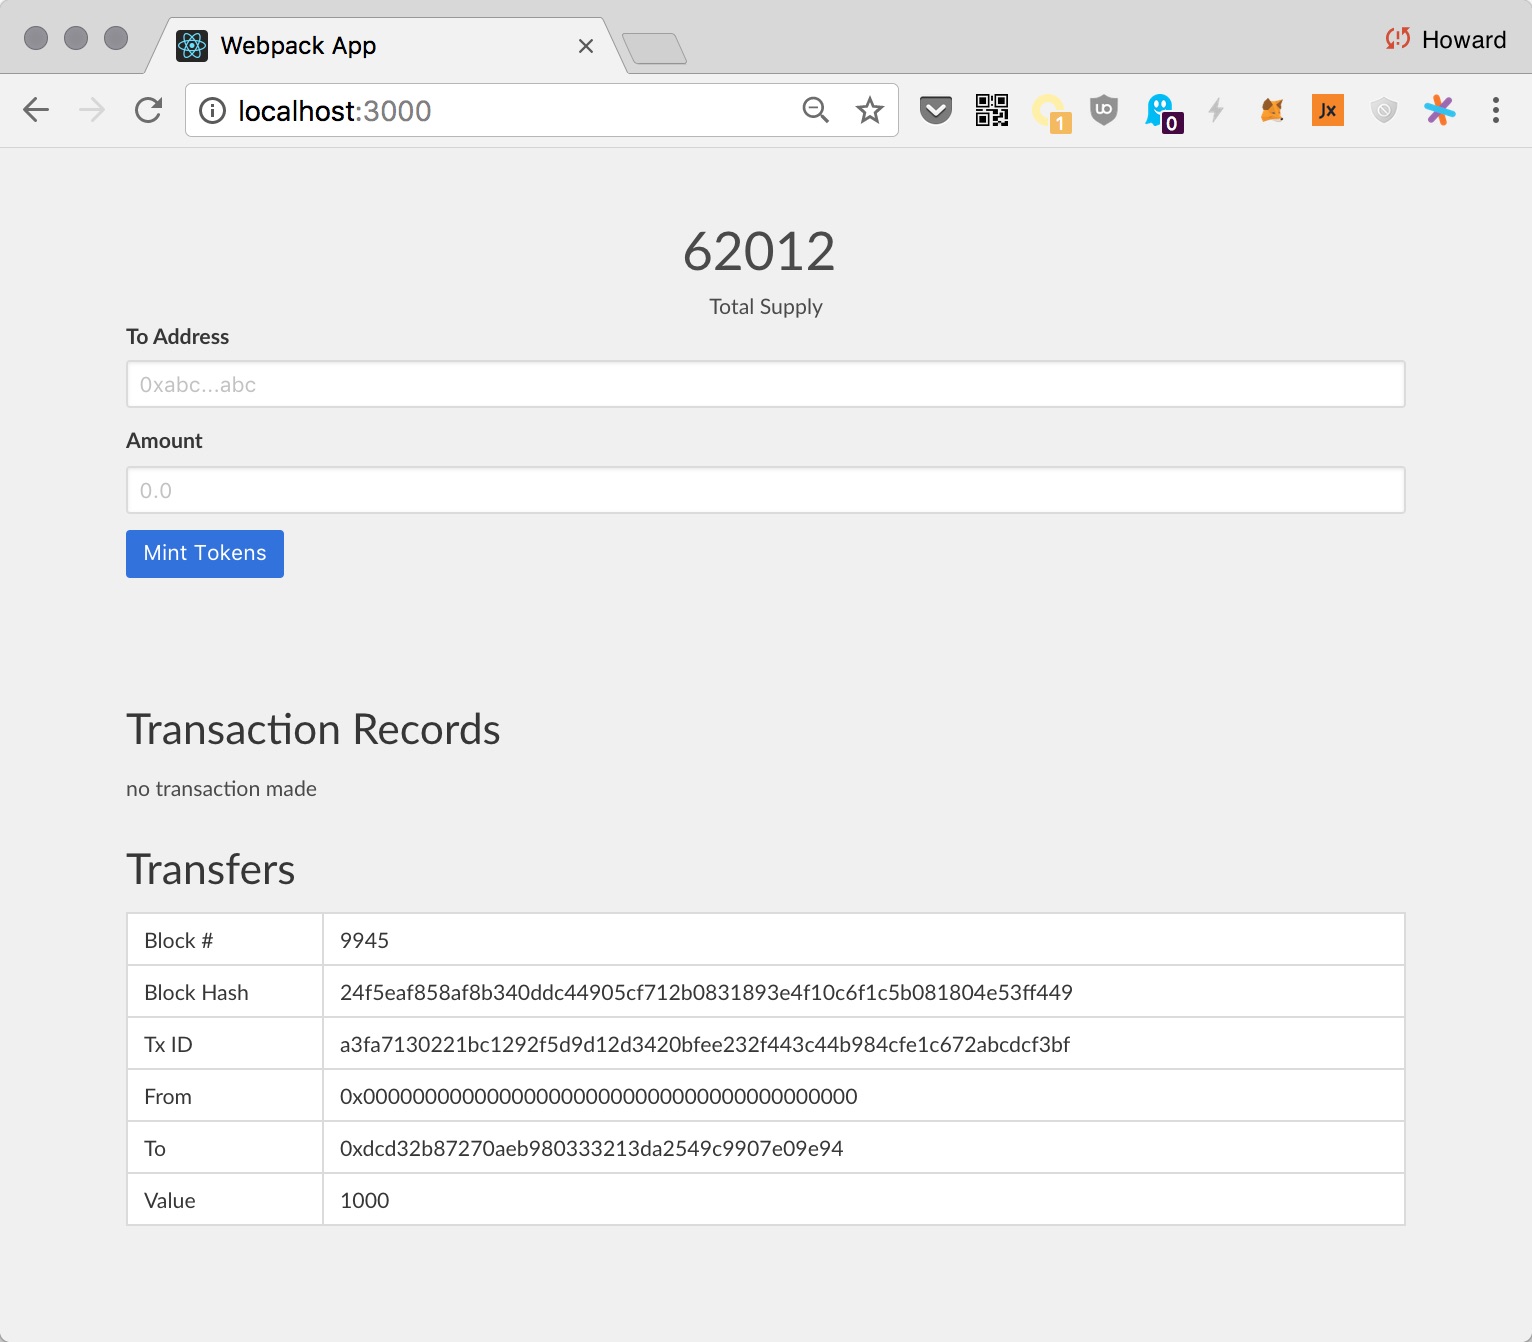 Webpack App
Howard
localhost:3000
1
0
Jx
62012
Total Supply
To Address
0xabc...abc
Amount
0.0
Mint Tokens
Transaction Records
no transaction made
Transfers
Block # 9945
Block Hash 24f5eaf858af8b340ddc44905cf712b0831893e4f10c6f1c5b081804e53ff449
Tx ID a3fa7130221bc1292f5d9d12d3420bfee232f443c44b984cfe1c672abcdcf3bf
From 0x0000000000000000000000000000000000000000
To 0xdcd32b87270aeb980333213da2549c9907e09e94
Value 1000